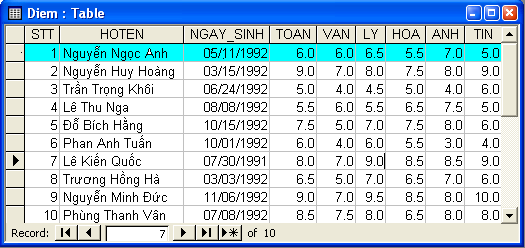 Diem : Table
STT HOTEN NGAY_SINH TOAN VAN LY HOA ANH TIN
1 Nguyễn Ngọc Anh 05/11/1992 6.0 6.0 6.5 5.5 7.0 5.0
2 Nguyễn Huy Hoàng 03/15/1992 9.0 7.0 8.0 7.5 8.0 9.0
3 Trần Trọng Khôi 06/24/1992 5.0 4.0 4.5 5.0 4.0 6.0
4 Lê Thu Nga 08/08/1992 5.5 6.0 5.5 6.5 7.5 5.0
5 Đỗ Bích Hằng 10/15/1992 7.5 5.0 7.0 7.5 8.0 6.0
6 Phan Anh Tuấn 10/01/1992 6.0 4.0 6.0 5.5 3.0 4.0
7 Lê Kiến Quốc 07/30/1991 8.0 7.0 9.0 8.5 8.5 9.0
8 Trương Hồng Hà 03/03/1992 6.5 5.0 7.0 6.5 7.0 6.0
9 Nguyễn Minh Đức 11/06/1992 9.0 7.0 9.5 8.5 9.0 10.0
10 Phùng Thanh Vân 07/08/1992 8.5 7.5 8.0 6.5 8.0 8.0
Record: 7 of 10